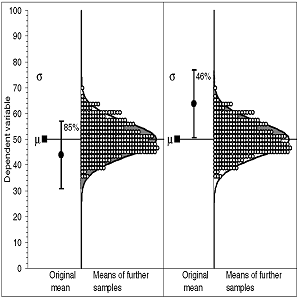 Dependent variable
100
90
80
70
60
50
40
30
20
10
0
σ
85%
μ
Original
mean
Means of further
samples
σ
46%
μ
Original
mean
Means of further
samples